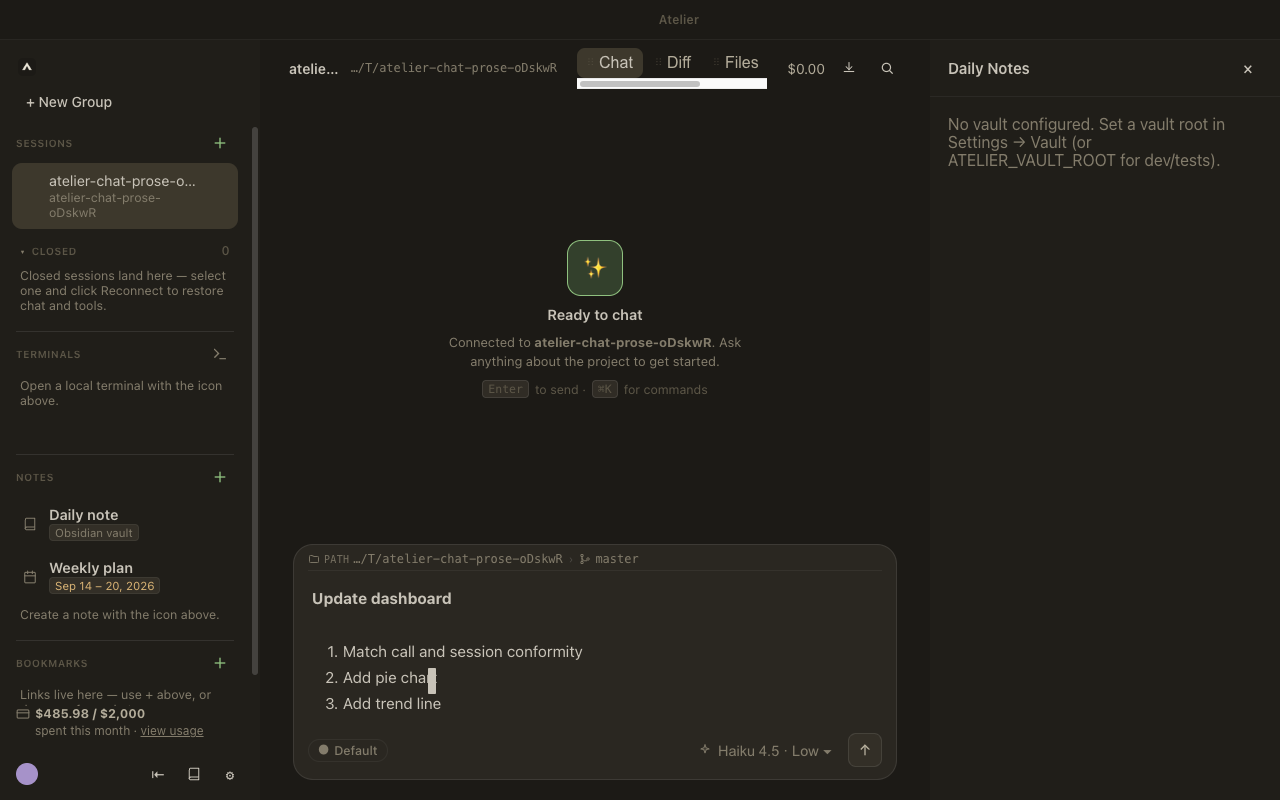 Atelier
+ New Group
SESSIONS
atelier-chat-prose-o...
atelier-chat-prose-
oDskwR
CLOSED 0
Closed sessions land here — select
one and click Reconnect to restore
chat and tools.
TERMINALS
Open a local terminal with the icon
above.
NOTES
Daily note
Obsidian vault
Weekly plan
Sep 14 – 20, 2026
Create a note with the icon above.
BOOKMARKS
Links live here — use + above, or
$485.98 / $2,000
spent this month · view usage
atelie... …/T/atelier-chat-prose-oDskwR Chat Diff Files $0.00
Ready to chat
Connected to atelier-chat-prose-oDskwR. Ask
anything about the project to get started.
Enter to send · ⌘K for commands
PATH …/T/atelier-chat-prose-oDskwR › master
Update dashboard
1. Match call and session conformity
2. Add pie chart
3. Add trend line
Default Haiku 4.5 · Low
Daily Notes
No vault configured. Set a vault root in
Settings → Vault (or
ATELIER_VAULT_ROOT for dev/tests).